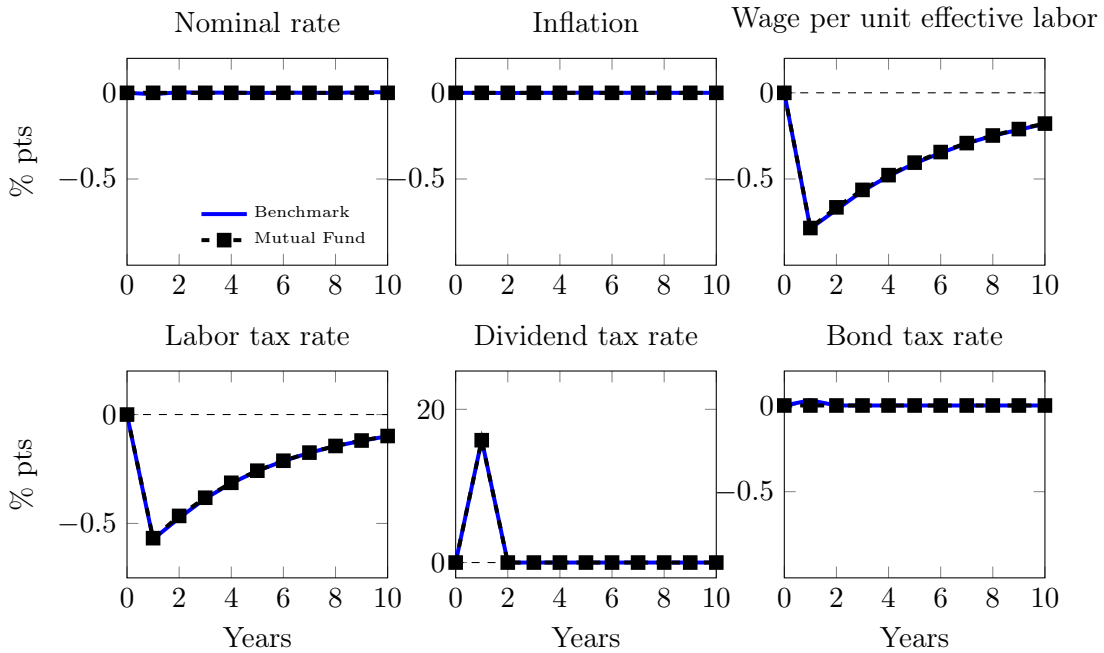 Nominal rate
Inflation
Wage per unit effective labor
% pts
0
−0.5
Benchmark
Mutual Fund
0 2 4 6 8 10
0
−0.5
0 2 4 6 8 10
0
−0.5
0 2 4 6 8 10
Labor tax rate
Dividend tax rate
Bond tax rate
% pts
0
−0.5
0 2 4 6 8 10
Years
20
0
0 2 4 6 8 10
Years
0
−0.5
0 2 4 6 8 10
Years